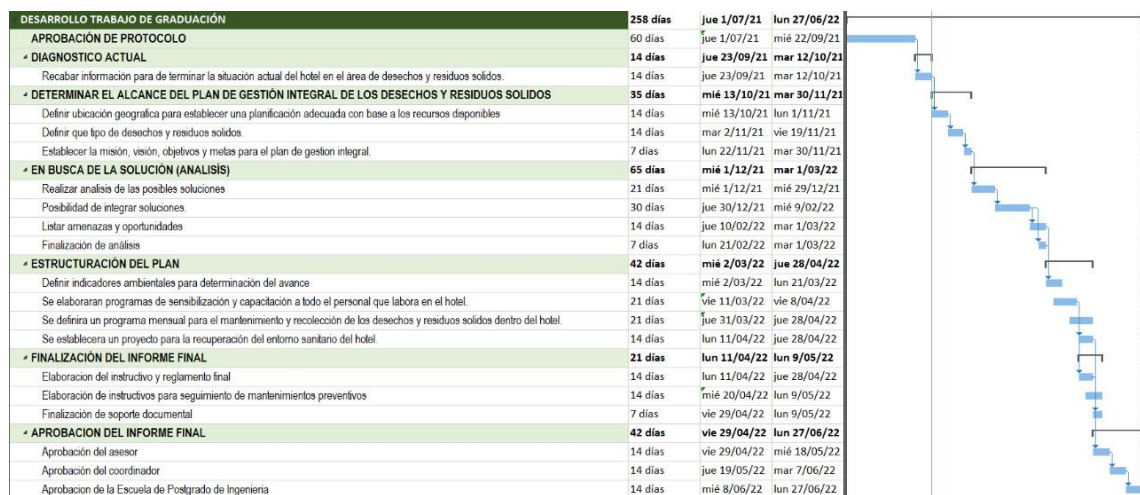 DESARROLLO TRABAJO DE GRADUACIÓN 258 días jue 1/07/21 lun 27/06/22
APROBACIÓN DE PROTOCOLO 60 días jue 1/07/21 mié 22/09/21
DIAGNOSTICO ACTUAL 14 días jue 23/09/21 mar 12/10/21
Recabar información para de terminar la situación actual del hotel en el área de desechos y residuos solidos. 14 días jue 23/09/21 mar 12/10/21
DETERMINAR EL ALCANCE DEL PLAN DE GESTIÓN INTEGRAL DE LOS DESECHOS Y RESIDUOS SOLIDOS 35 días mié 13/10/21 mar 30/11/21
Definir ubicación geografica para establecer una planificación adecuada con base a los recursos disponibles 14 días mié 13/10/21 lun 1/11/21
Definir que tipo de desechos y residuos solidos. 14 días mar 2/11/21 vie 19/11/21
Establecer la misión, visión, objetivos y metas para el plan de gestion integral. 7 días lun 22/11/21 mar 30/11/21
EN BUSCA DE LA SOLUCIÓN (ANALISÍS) 65 días mié 1/12/21 mar 1/03/22
Realizar analisis de las posibles soluciones 21 días mié 1/12/21 mié 29/12/21
Posibilidad de integrar soluciones. 30 días jue 30/12/21 mié 9/02/22
Listar amenazas y oportunidades 14 días jue 10/02/22 mar 1/03/22
Finalización de análisis 7 días lun 21/02/22 mar 1/03/22
ESTRUCTURACIÓN DEL PLAN 42 días mié 2/03/22 jue 28/04/22
Definir indicadores ambientales para determinación del avance 14 días mié 2/03/22 lun 21/03/22
Se elaboraran programas de sensibilización y capacitación a todo el personal que labora en el hotel. 21 días vie 11/03/22 vie 8/04/22
Se definira un programa mensual para el mantenimiento y recolección de los desechos y residuos solidos dentro del hotel. 21 días jue 31/03/22 jue 28/04/22
Se establecera un proyecto para la recuperación del entorno sanitario del hotel. 14 días lun 11/04/22 jue 28/04/22
FINALIZACIÓN DEL INFORME FINAL 21 días lun 11/04/22 lun 9/05/22
Elaboracion del instructivo y reglamento final 14 días lun 11/04/22 jue 28/04/22
Elaboración de instructivos para seguimiento de mantenimientos preventivos 14 días mié 20/04/22 lun 9/05/22
Finalización de soporte documental 7 días vie 29/04/22 lun 9/05/22
APROBACION DEL INFORME FINAL 42 días vie 29/04/22 lun 27/06/22
Aprobación del asesor 14 días vie 29/04/22 mié 18/05/22
Aprobación del coordinador 14 días jue 19/05/22 mar 7/06/22
Aprobacion de la Escuela de Postgrado de Ingenieria 14 días mié 8/06/22 lun 27/06/22